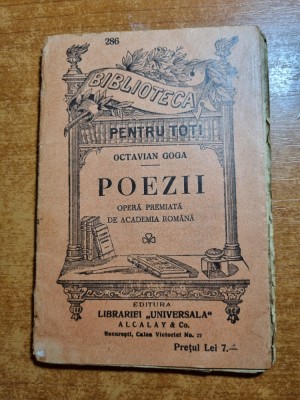 286
BIBLIOTECA
PENTRU TOȚI
OCTAVIAN GOGA
POEZII
OPERĂ PREMIATĂ
DE ACADEMIA ROMÂNĂ
EDITURA
LIBRARIEI „UNIVERSALA"
ALCALAY & Co.
București, Calea Victoriei No. 27
Prețul Lei 7.—